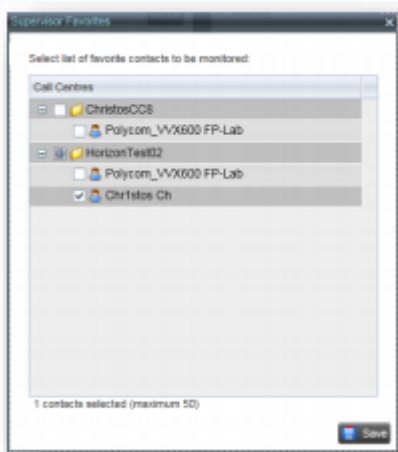 Supervisor Favorites
Select list of favorite contacts to be monitored:
Call Centres
ChristosCC8
Polycom_VVX600 FP-Lab
HorizonTest02
Polycom_VVX600 FP-Lab
Chr1stos Ch
1 contacts selected (maximum 50)
Save